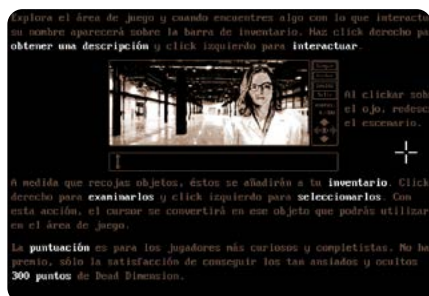 Explora el área de juego y cuando encuentres algo con lo que interactu
su nombre aparecerá sobre la barra de inventario. Haz click derecho pa
obtener una descripción y click izquierdo para interactuar.
Al clickar sob
el ojo, redesc
el escenario.
A medida que recojas objetos, éstos se añadirán a tu inventario. Click
derecho para examinarlos y click izquierdo para seleccionarlos. Con
esta acción, el cursor se convertirá en ese objeto que podrás utilizar
en el área de juego.
La puntuación es para los jugadores más curiosos y completistas. No ha
premio, sólo la satisfacción de conseguir los tan ansiados y ocultos
300 puntos de Dead Dimension.